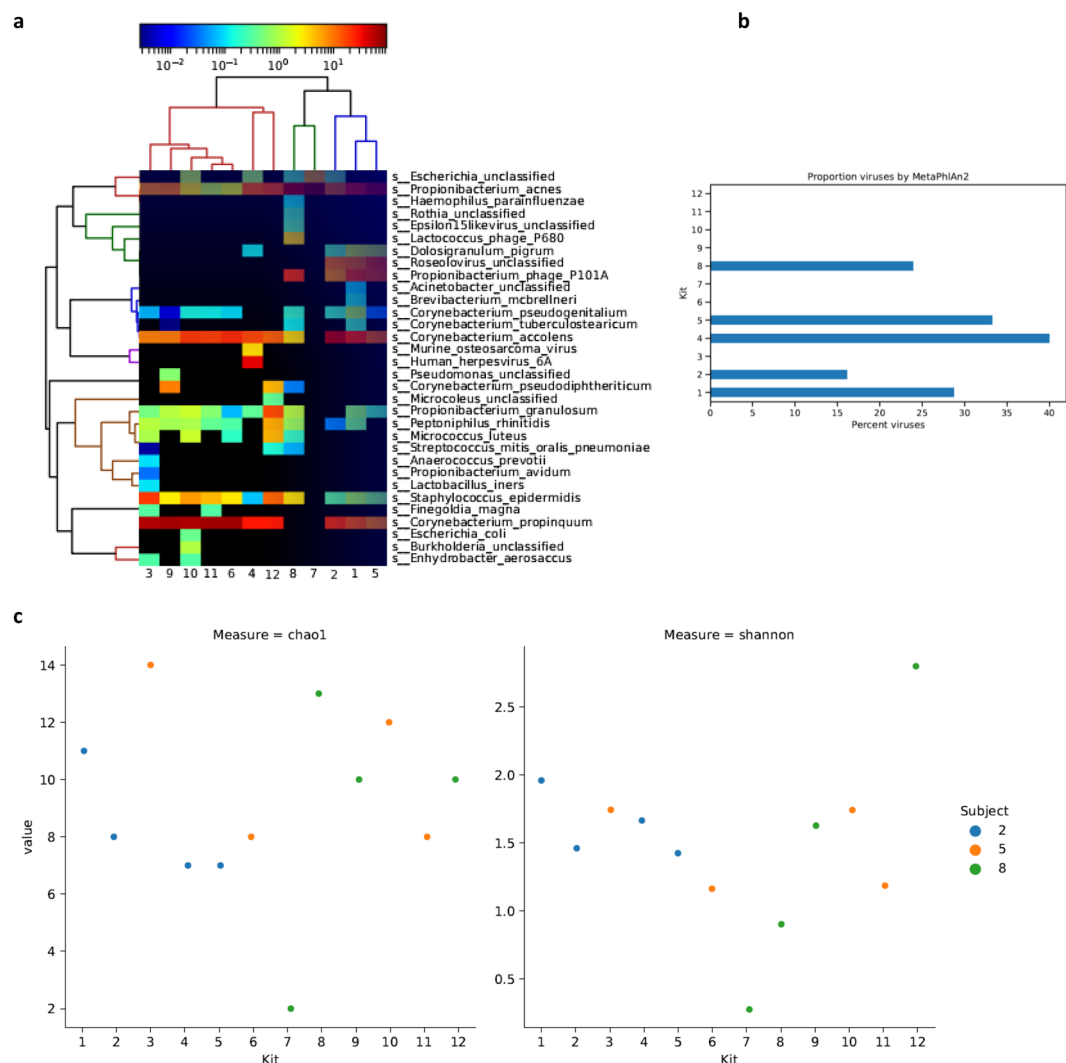 a
b
10⁻² 10⁻¹ 10⁰ 10¹
s__Escherichia_unclassified
s__Propionibacterium_acnes
s__Haemophilus_parainfluenzae
s__Rothia_unclassified
s__Epsilon15likevirus_unclassified
s__Lactococcus_phage_P680
s__Dolosigranulum_pigrum
s__Roseolovirus_unclassified
s__Propionibacterium_phage_P101A
s__Acinetobacter_unclassified
s__Brevibacterium_mcbrellneri
s__Corynebacterium_pseudogenitalium
s__Corynebacterium_tuberculostearicum
s__Corynebacterium_accolens
s__Murine_osteosarcoma_virus
s__Human_herpesvirus_6A
s__Pseudomonas_unclassified
s__Corynebacterium_pseudodiphtheriticum
s__Microcoleus_unclassified
s__Propionibacterium_granulosum
s__Peptoniphilus_rhinitidis
s__Micrococcus_luteus
s__Streptococcus_mitis_oralis_pneumoniae
s__Anaerococcus_prevotii
s__Propionibacterium_avidum
s__Lactobacillus_iners
s__Staphylococcus_epidermidis
s__Finegoldia_magna
s__Corynebacterium_propinquum
s__Escherichia_coli
s__Burkholderia_unclassified
s__Enhydrobacter_aerosaccus
3 9 10 11 6 4 12 8 7 2 1 5
Proportion viruses by MetaPhlAn2
12
11
10
9
8
7
6
5
4
3
2
1
Kit
0 5 10 15 20 25 30 35 40
Percent viruses
c
Measure = chao1
14
12
10
8
6
4
2
value
1 2 3 4 5 6 7 8 9 10 11 12
Kit
Measure = shannon
2.5
2.0
1.5
1.0
0.5
1 2 3 4 5 6 7 8 9 10 11 12
Kit
Subject
2
5
8